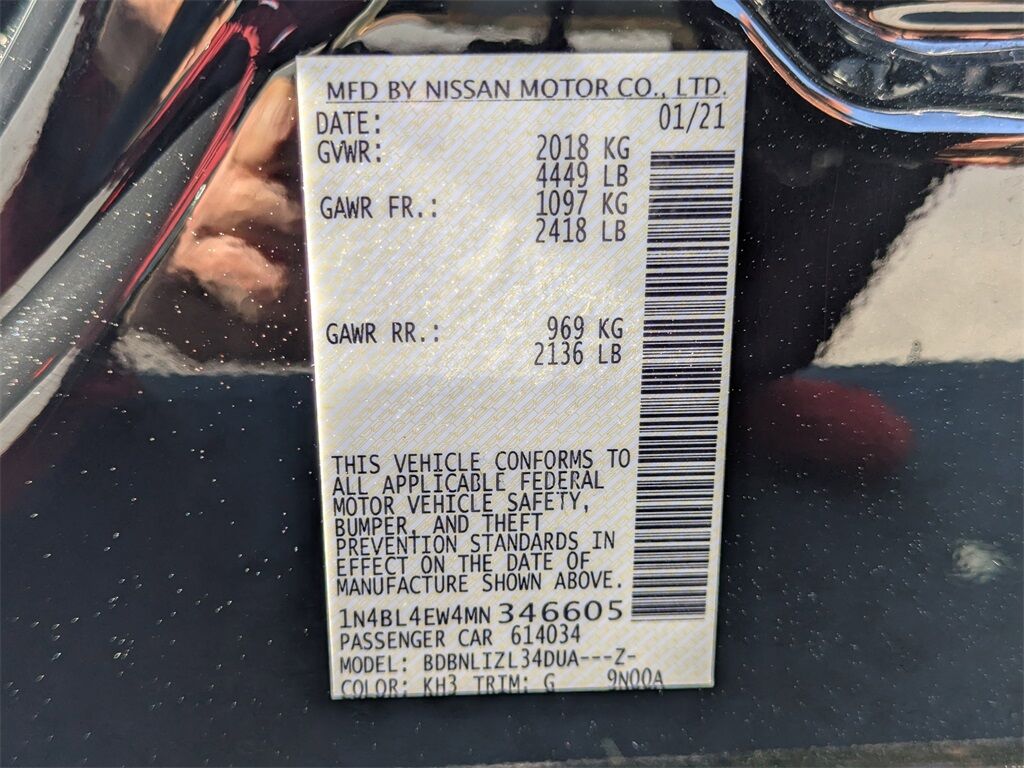 MFD BY NISSAN MOTOR CO., LTD.
DATE: 01/21
GVWR: 2018 KG
4449 LB
GAWR FR.: 1097 KG
2418 LB
GAWR RR.: 969 KG
2136 LB
THIS VEHICLE CONFORMS TO
ALL APPLICABLE FEDERAL
MOTOR VEHICLE SAFETY,
BUMPER, AND THEFT
PREVENTION STANDARDS IN
EFFECT ON THE DATE OF
MANUFACTURE SHOWN ABOVE.
1N4BL4EW4MN 346605
PASSENGER CAR 614034
MODEL: BDBNLIZL34DUA---Z-
COLOR: KH3 TRIM: G 9N00A